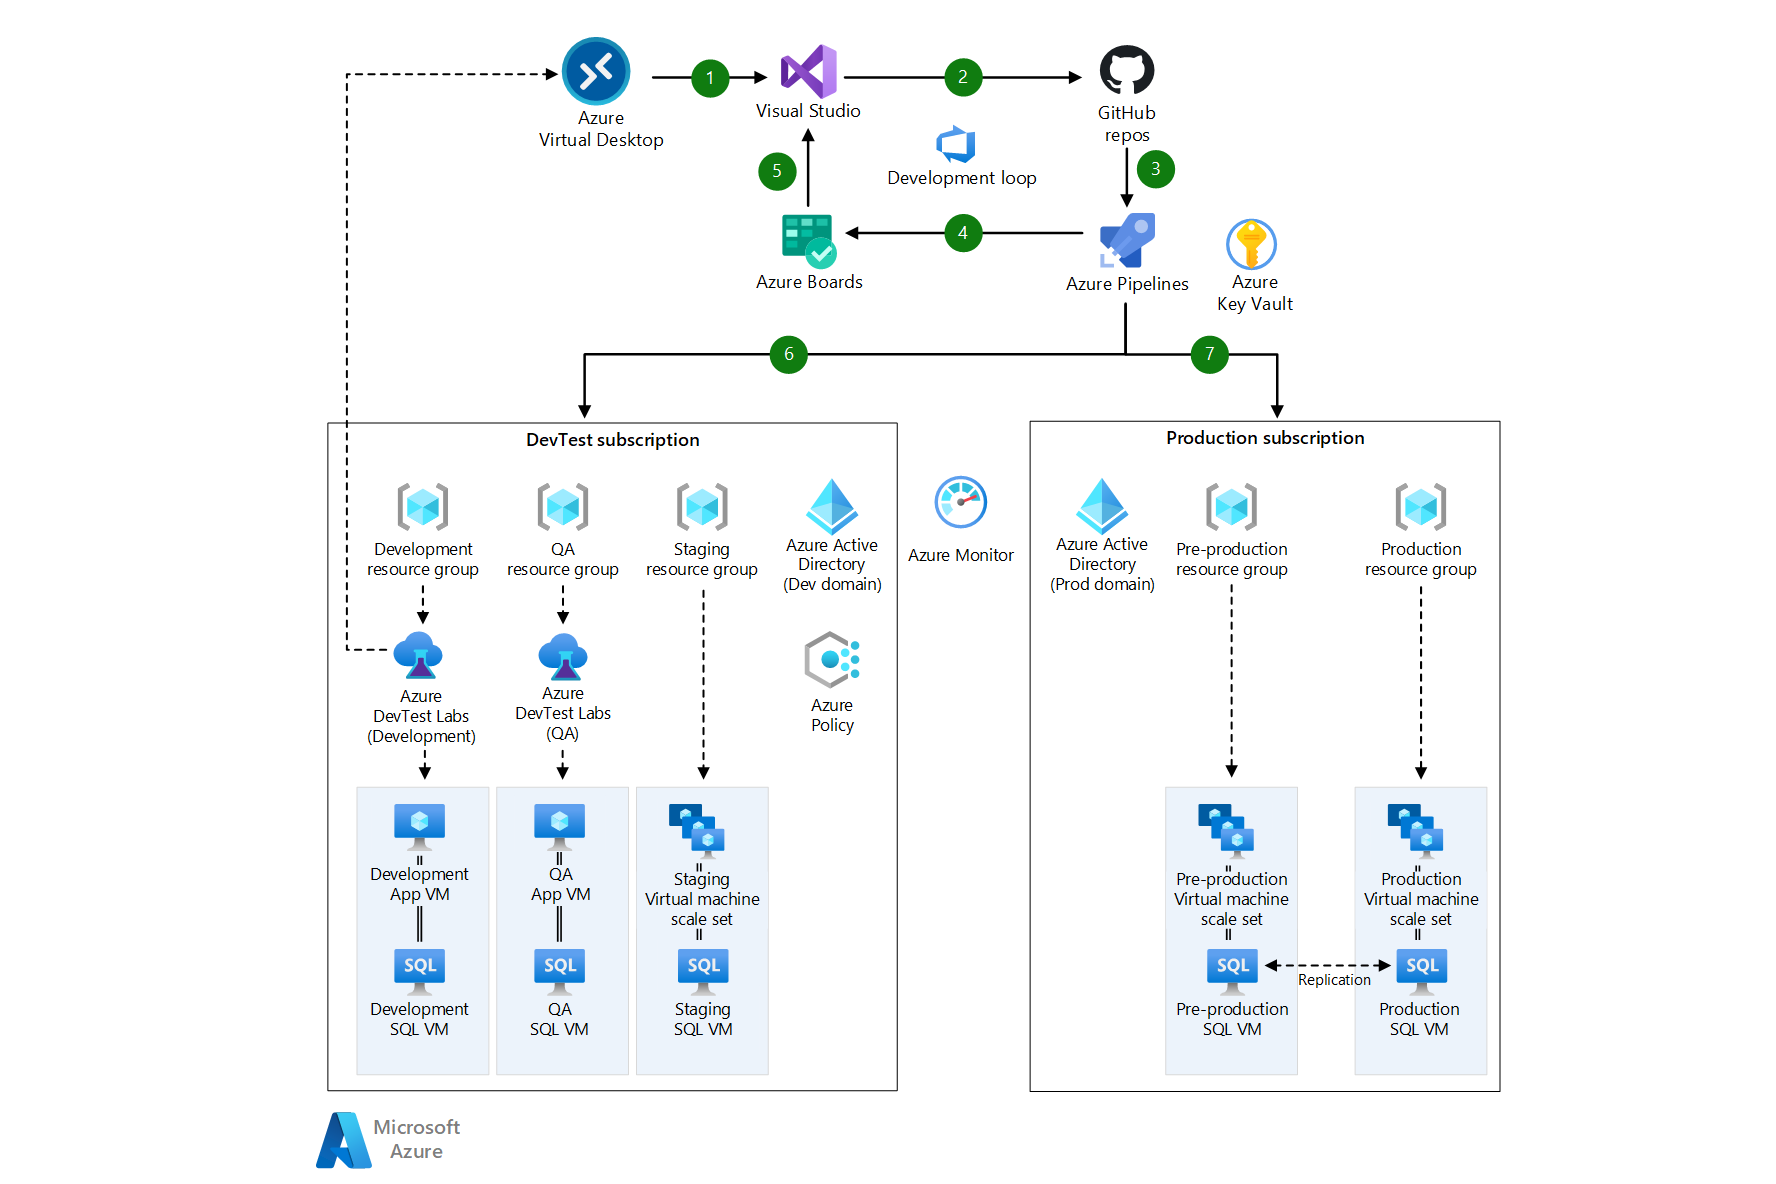 1
2
Azure
Virtual Desktop
Visual Studio
GitHub
repos
5
Development loop
3
4
Azure Boards
Azure Pipelines
Azure
Key Vault
6
7
DevTest subscription
Production subscription
Development
resource group
QA
resource group
Staging
resource group
Azure Active
Directory
(Dev domain)
Azure Monitor
Azure Active
Directory
(Prod domain)
Pre-production
resource group
Production
resource group
Azure
DevTest Labs
(Development)
Azure
DevTest Labs
(QA)
Azure
Policy
Development
App VM
QA
App VM
Staging
Virtual machine
scale set
Pre-production
Virtual machine
scale set
Production
Virtual machine
scale set
SQL
SQL
SQL
SQL
Replication
SQL
Development
SQL VM
QA
SQL VM
Staging
SQL VM
Pre-production
SQL VM
Production
SQL VM
Microsoft
Azure